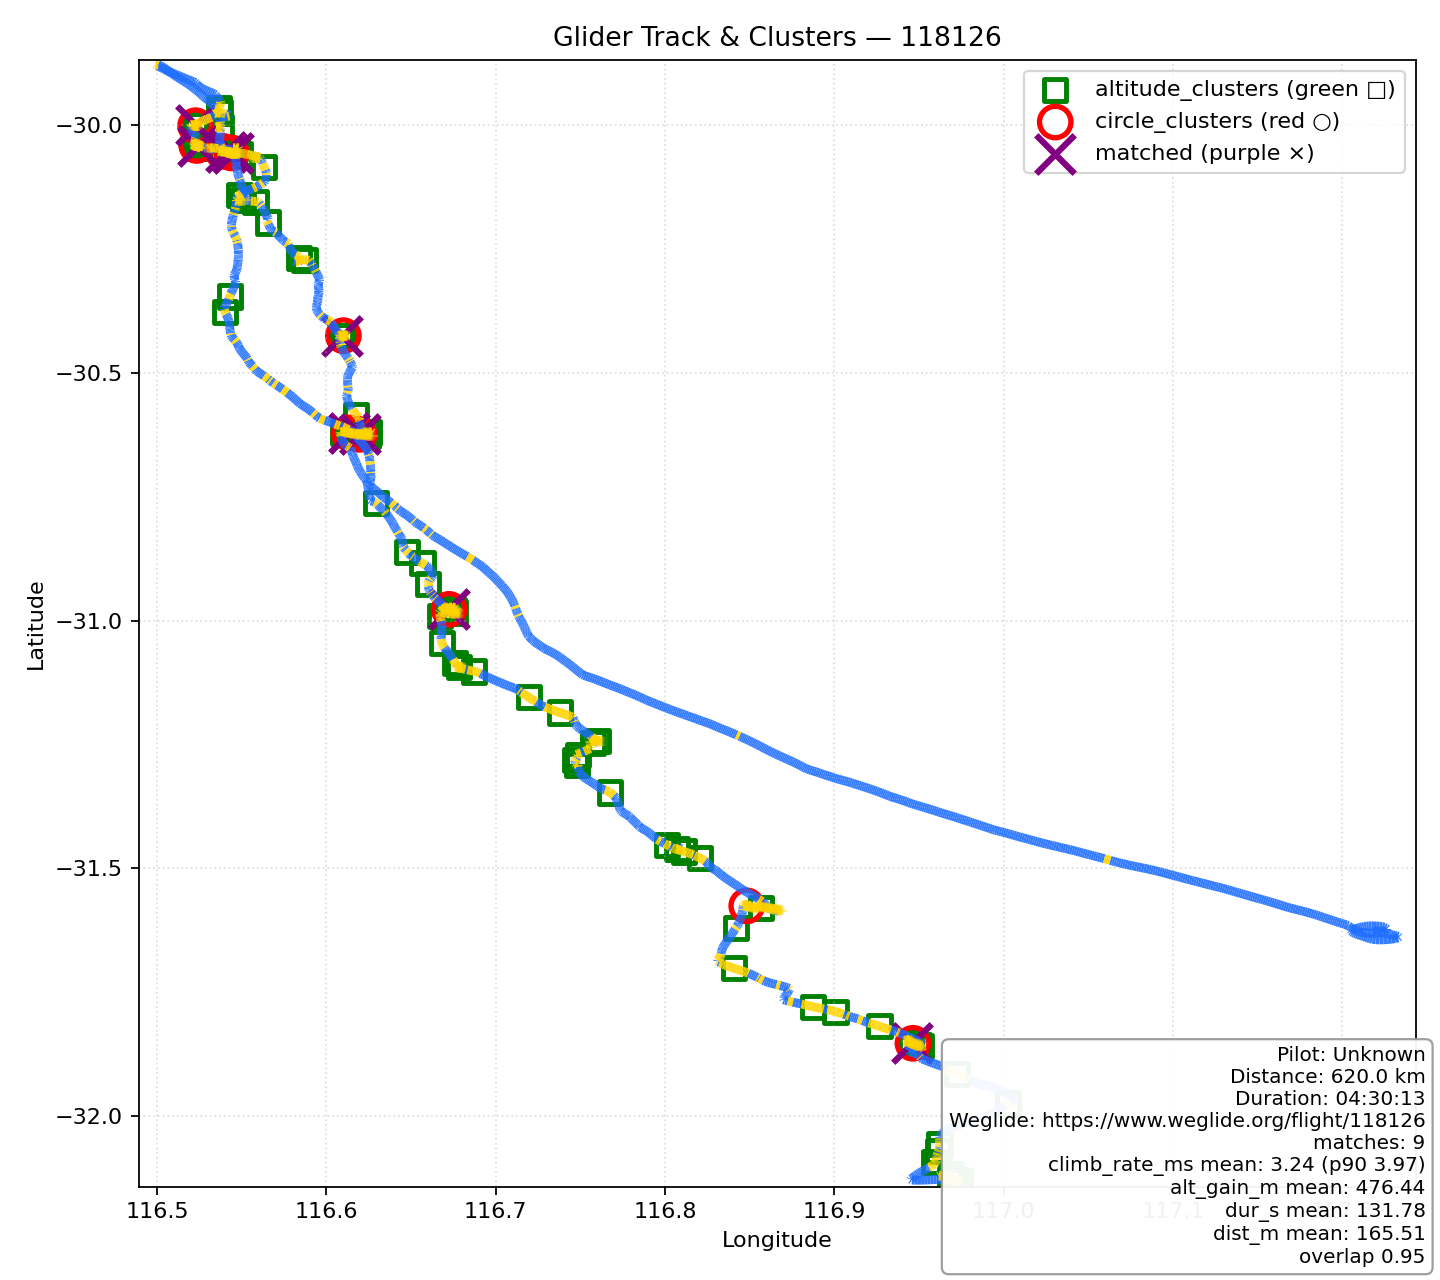 Glider Track & Clusters — 118126
altitude_clusters (green □)
circle_clusters (red ○)
matched (purple ×)
Latitude
−30.0
−30.5
−31.0
−31.5
−32.0
116.5 116.6 116.7 116.8 116.9 117.0 117.1
Longitude
Pilot: Unknown
Distance: 620.0 km
Duration: 04:30:13
Weglide: https://www.weglide.org/flight/118126
matches: 9
climb_rate_ms mean: 3.24 (p90 3.97)
alt_gain_m mean: 476.44
dur_s mean: 131.78
dist_m mean: 165.51
overlap 0.95